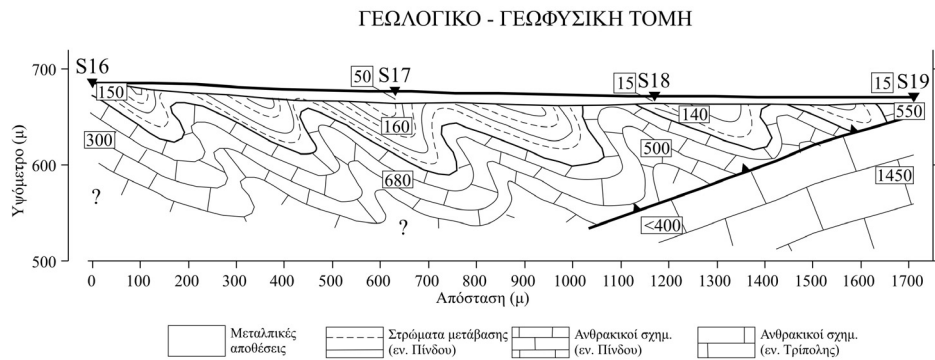 ΓΕΩΛΟΓΙΚΟ - ΓΕΩΦΥΣΙΚΗ ΤΟΜΗ
S16 S17 S18 S19
50 15 15
700
150 160 140 550
300 500
600
680 1450
? ?
<400
500
Υψόμετρο (μ)
0 100 200 300 400 500 600 700 800 900 1000 1100 1200 1300 1400 1500 1600 1700
Απόσταση (μ)
Μεταλπικές
αποθέσεις
Στρώματα μετάβασης
(εν. Πίνδου)
Ανθρακικοί σχημ.
(εν. Πίνδου)
Ανθρακικοί σχημ.
(εν. Τρίπολης)